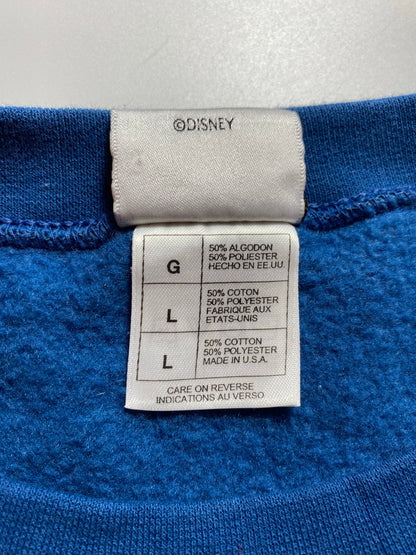 ©DISNEY
G
50% ALGODON
50% POLIESTER
HECHO EN EE.UU.
L
50% COTON
50% POLYESTER
FABRIQUE AUX
ETATS-UNIS
L
50% COTTON
50% POLYESTER
MADE IN U.S.A.
CARE ON REVERSE
INDICATIONS AU VERSO